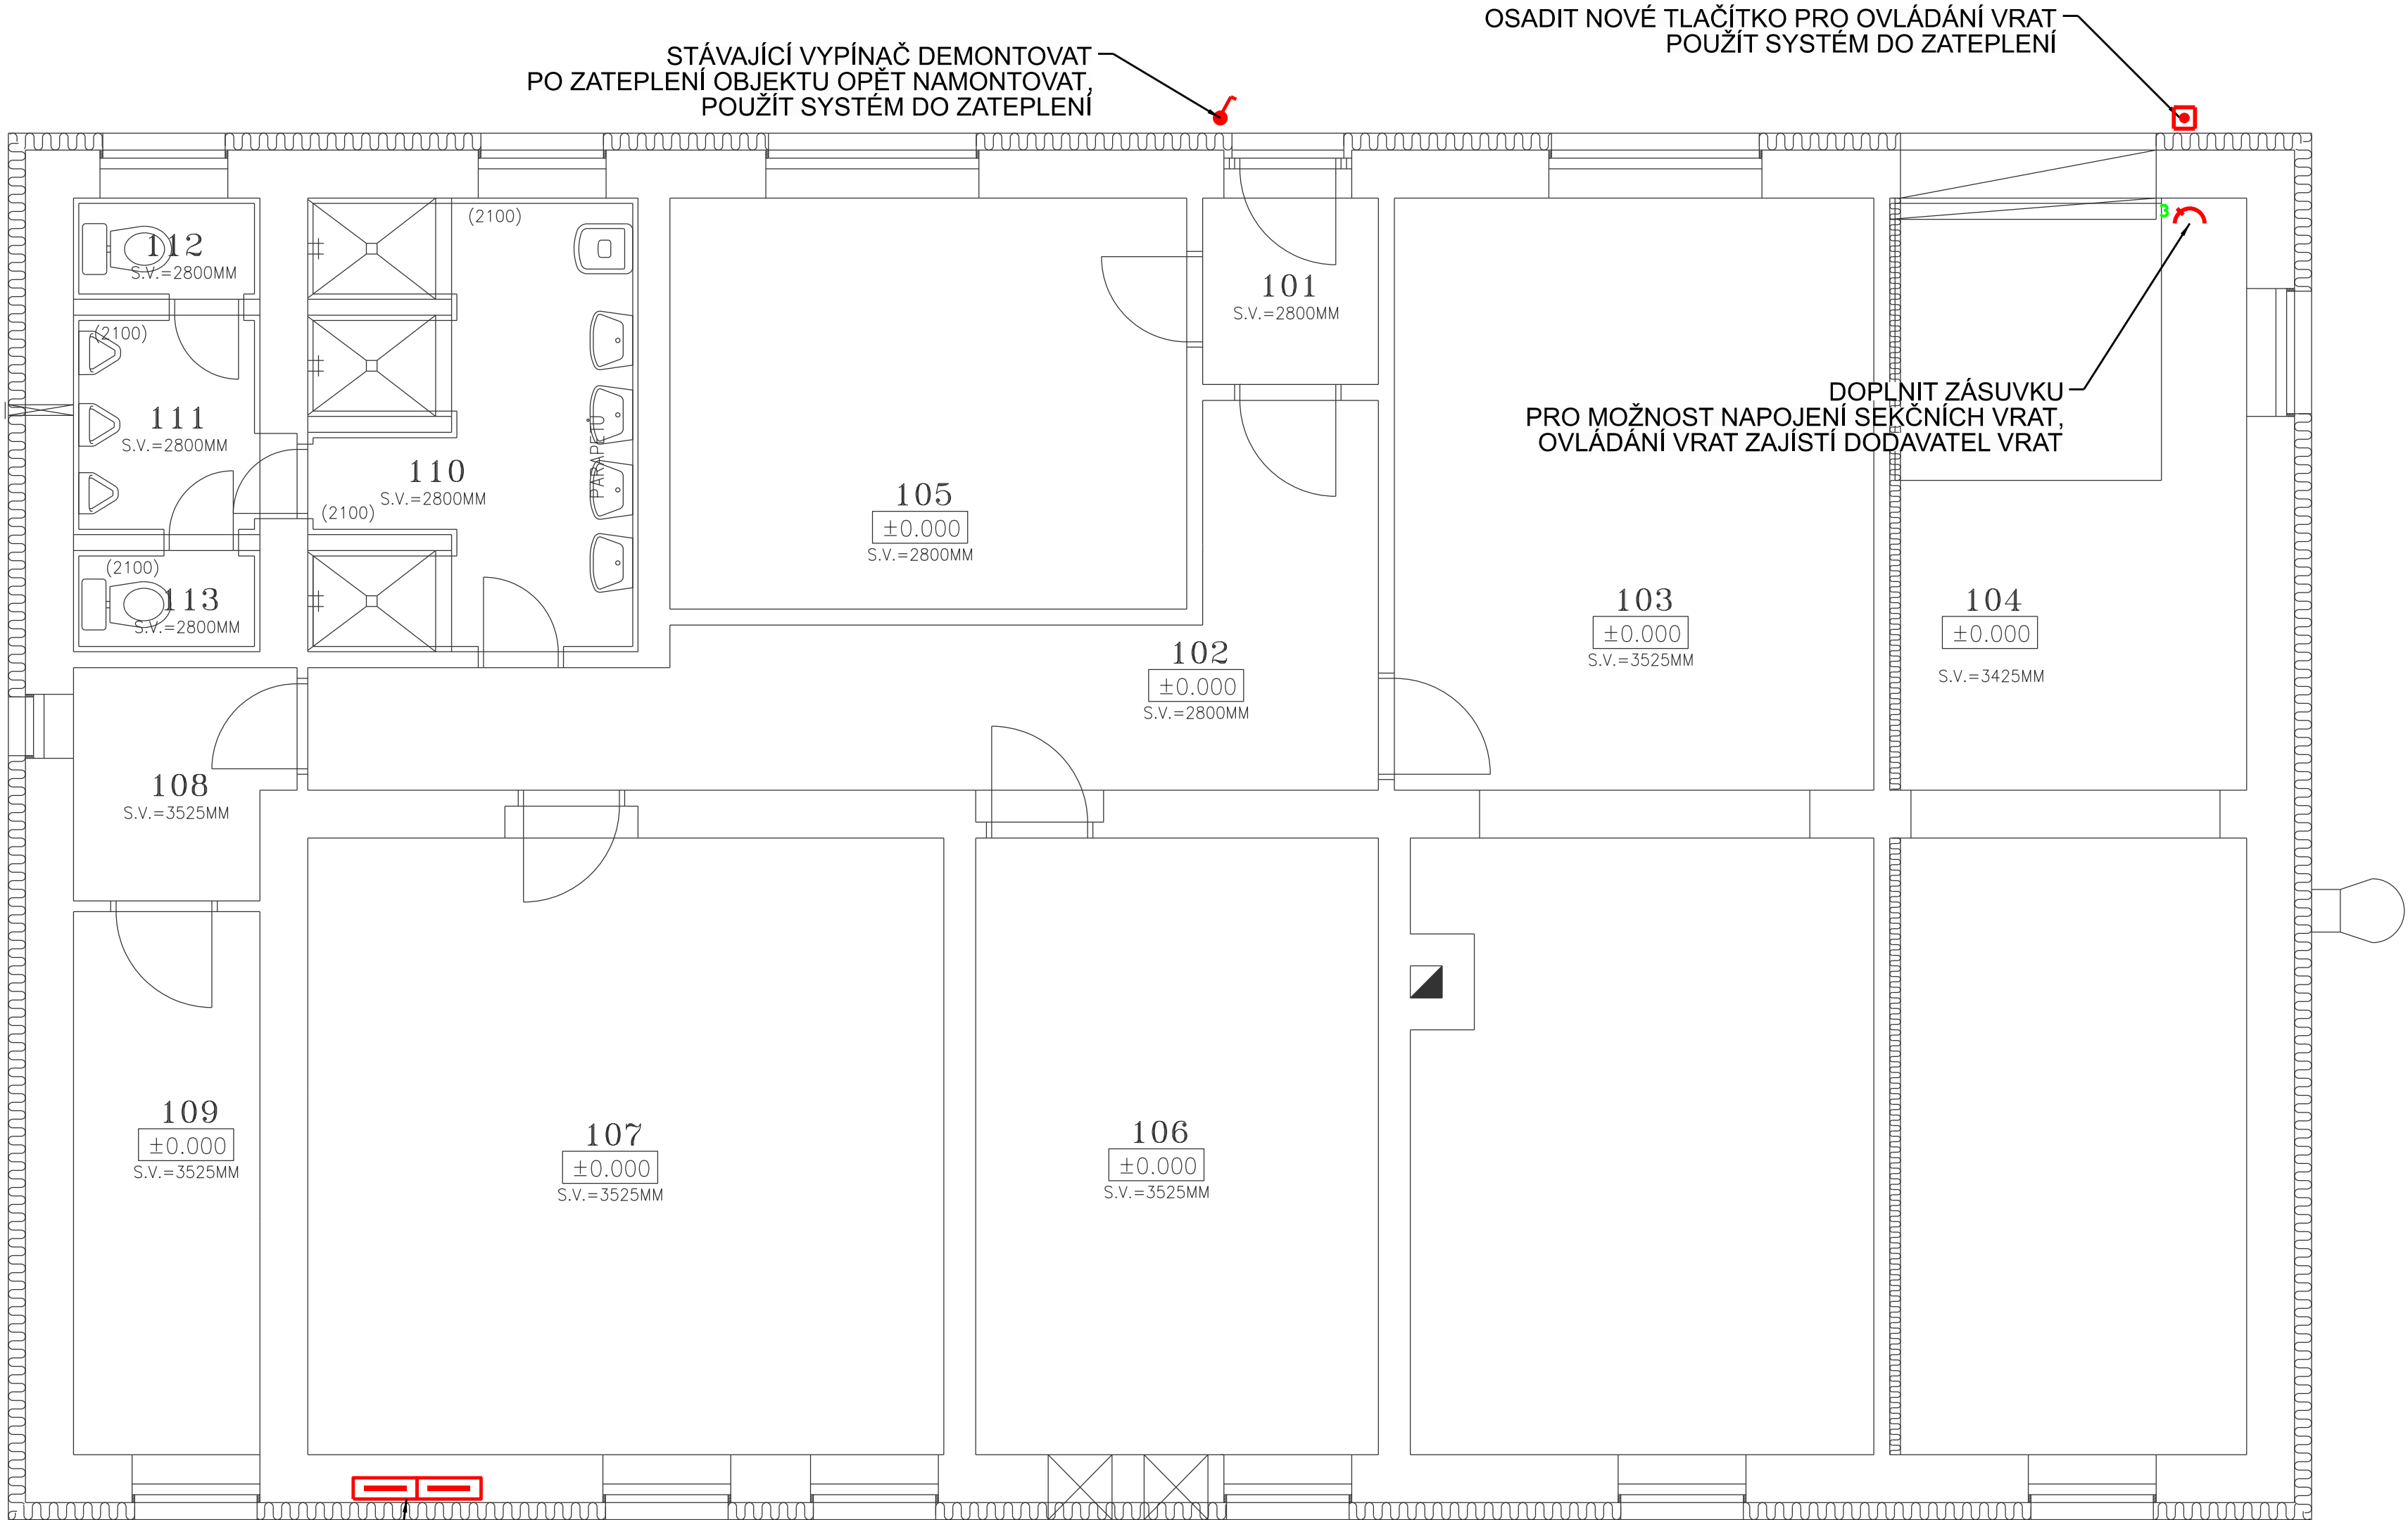 OSADIT NOVÉ TLAČÍTKO PRO OVLÁDÁNÍ VRAT
POUŽÍT SYSTÉM DO ZATEPLENÍ
STÁVAJÍCÍ VYPÍNAČ DEMONTOVAT
PO ZATEPLENÍ OBJEKTU OPĚT NAMONTOVAT,
POUŽÍT SYSTÉM DO ZATEPLENÍ
112
S.V.=2800MM
(2100)
3
101
S.V.=2800MM
(2100)
111
S.V.=2800MM
DOPLNIT ZÁSUVKU
PRO MOŽNOST NAPOJENÍ SEKČNÍCH VRAT,
OVLÁDÁNÍ VRAT ZAJÍSTÍ DODAVATEL VRAT
PARAPETŮ
110
S.V.=2800MM
(2100)
105
±0.000
S.V.=2800MM
(2100)
113
S.V.=2800MM
103
±0.000
S.V.=3525MM
104
±0.000
S.V.=3425MM
102
±0.000
S.V.=2800MM
108
S.V.=3525MM
109
±0.000
S.V.=3525MM
107
±0.000
S.V.=3525MM
106
±0.000
S.V.=3525MM